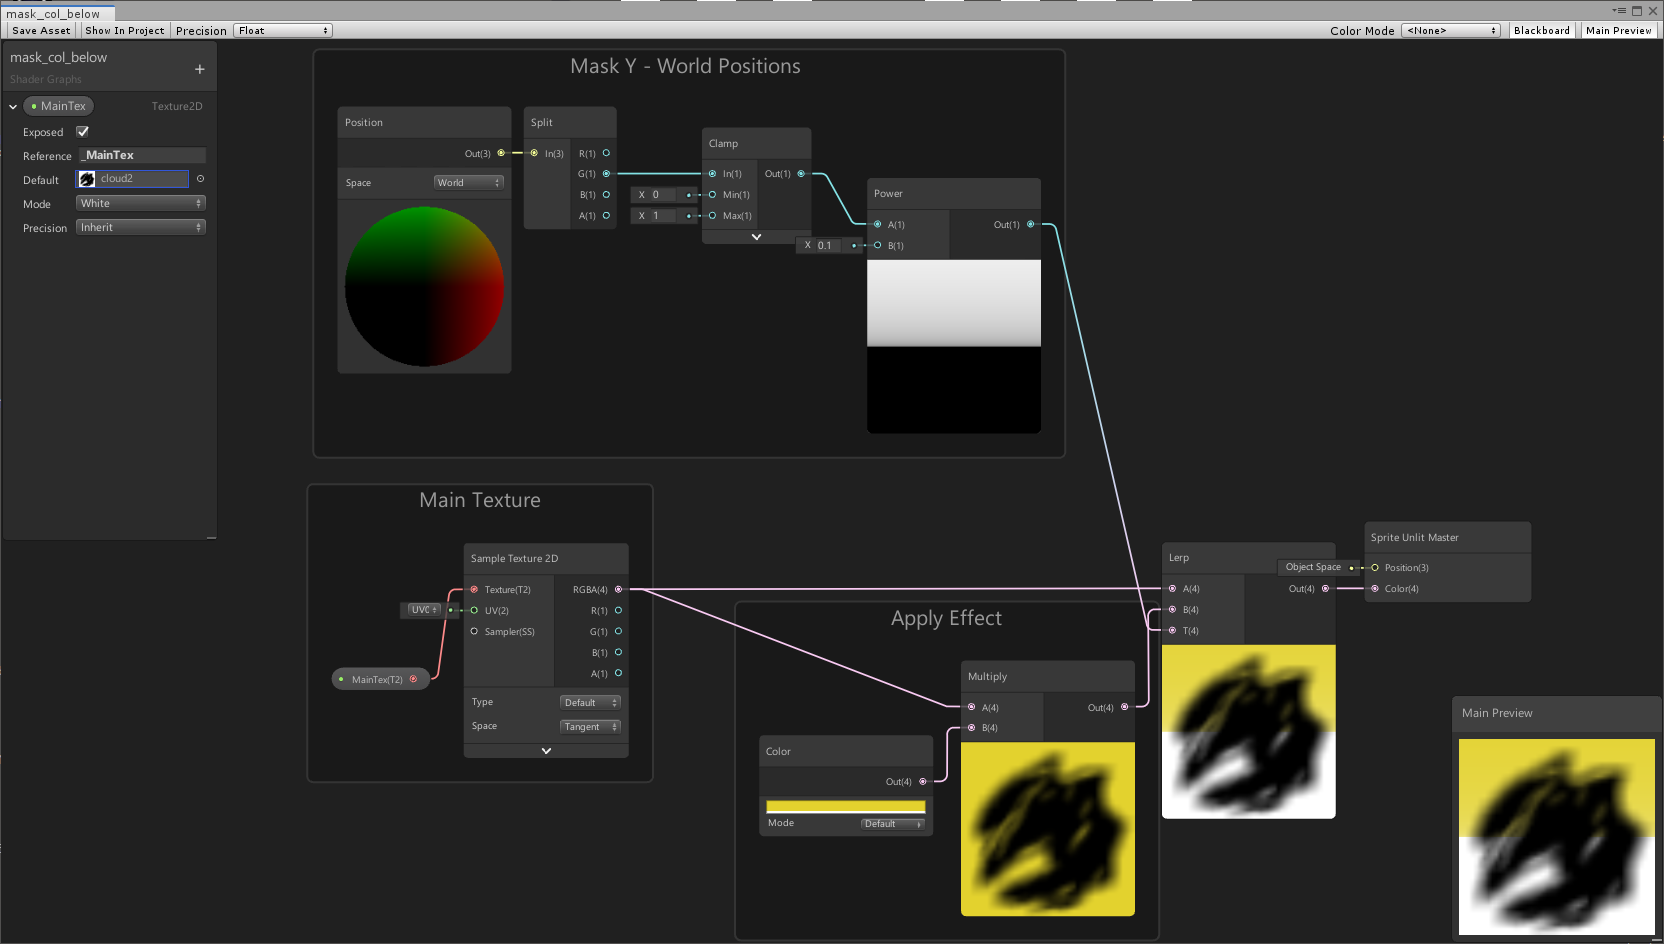 mask_col_below
Save Asset Show In Project Precision Float Color Mode <None> Blackboard Main Preview
mask_col_below
Shader Graphs
+
MainTex Texture2D
Exposed
Reference _MainTex
Default cloud2
Mode White
Precision Inherit
Mask Y - World Positions
Position
Out(3)
Space World
Split
In(3) R(1)
G(1)
B(1)
A(1)
Clamp
In(1) Out(1)
X 0 Min(1)
X 1 Max(1)
Power
A(1) Out(1)
X 0.1 B(1)
Main Texture
Sample Texture 2D
Texture(T2) RGBA(4)
UV0 UV(2) R(1)
Sampler(SS) G(1)
B(1)
A(1)
MainTex(T2)
Type Default
Space Tangent
Apply Effect
Color
Out(4)
Mode Default
Multiply
A(4) Out(4)
B(4)
Lerp
A(4) Out(4)
B(4)
T(4)
Sprite Unlit Master
Object Space Position(3)
Color(4)
Main Preview